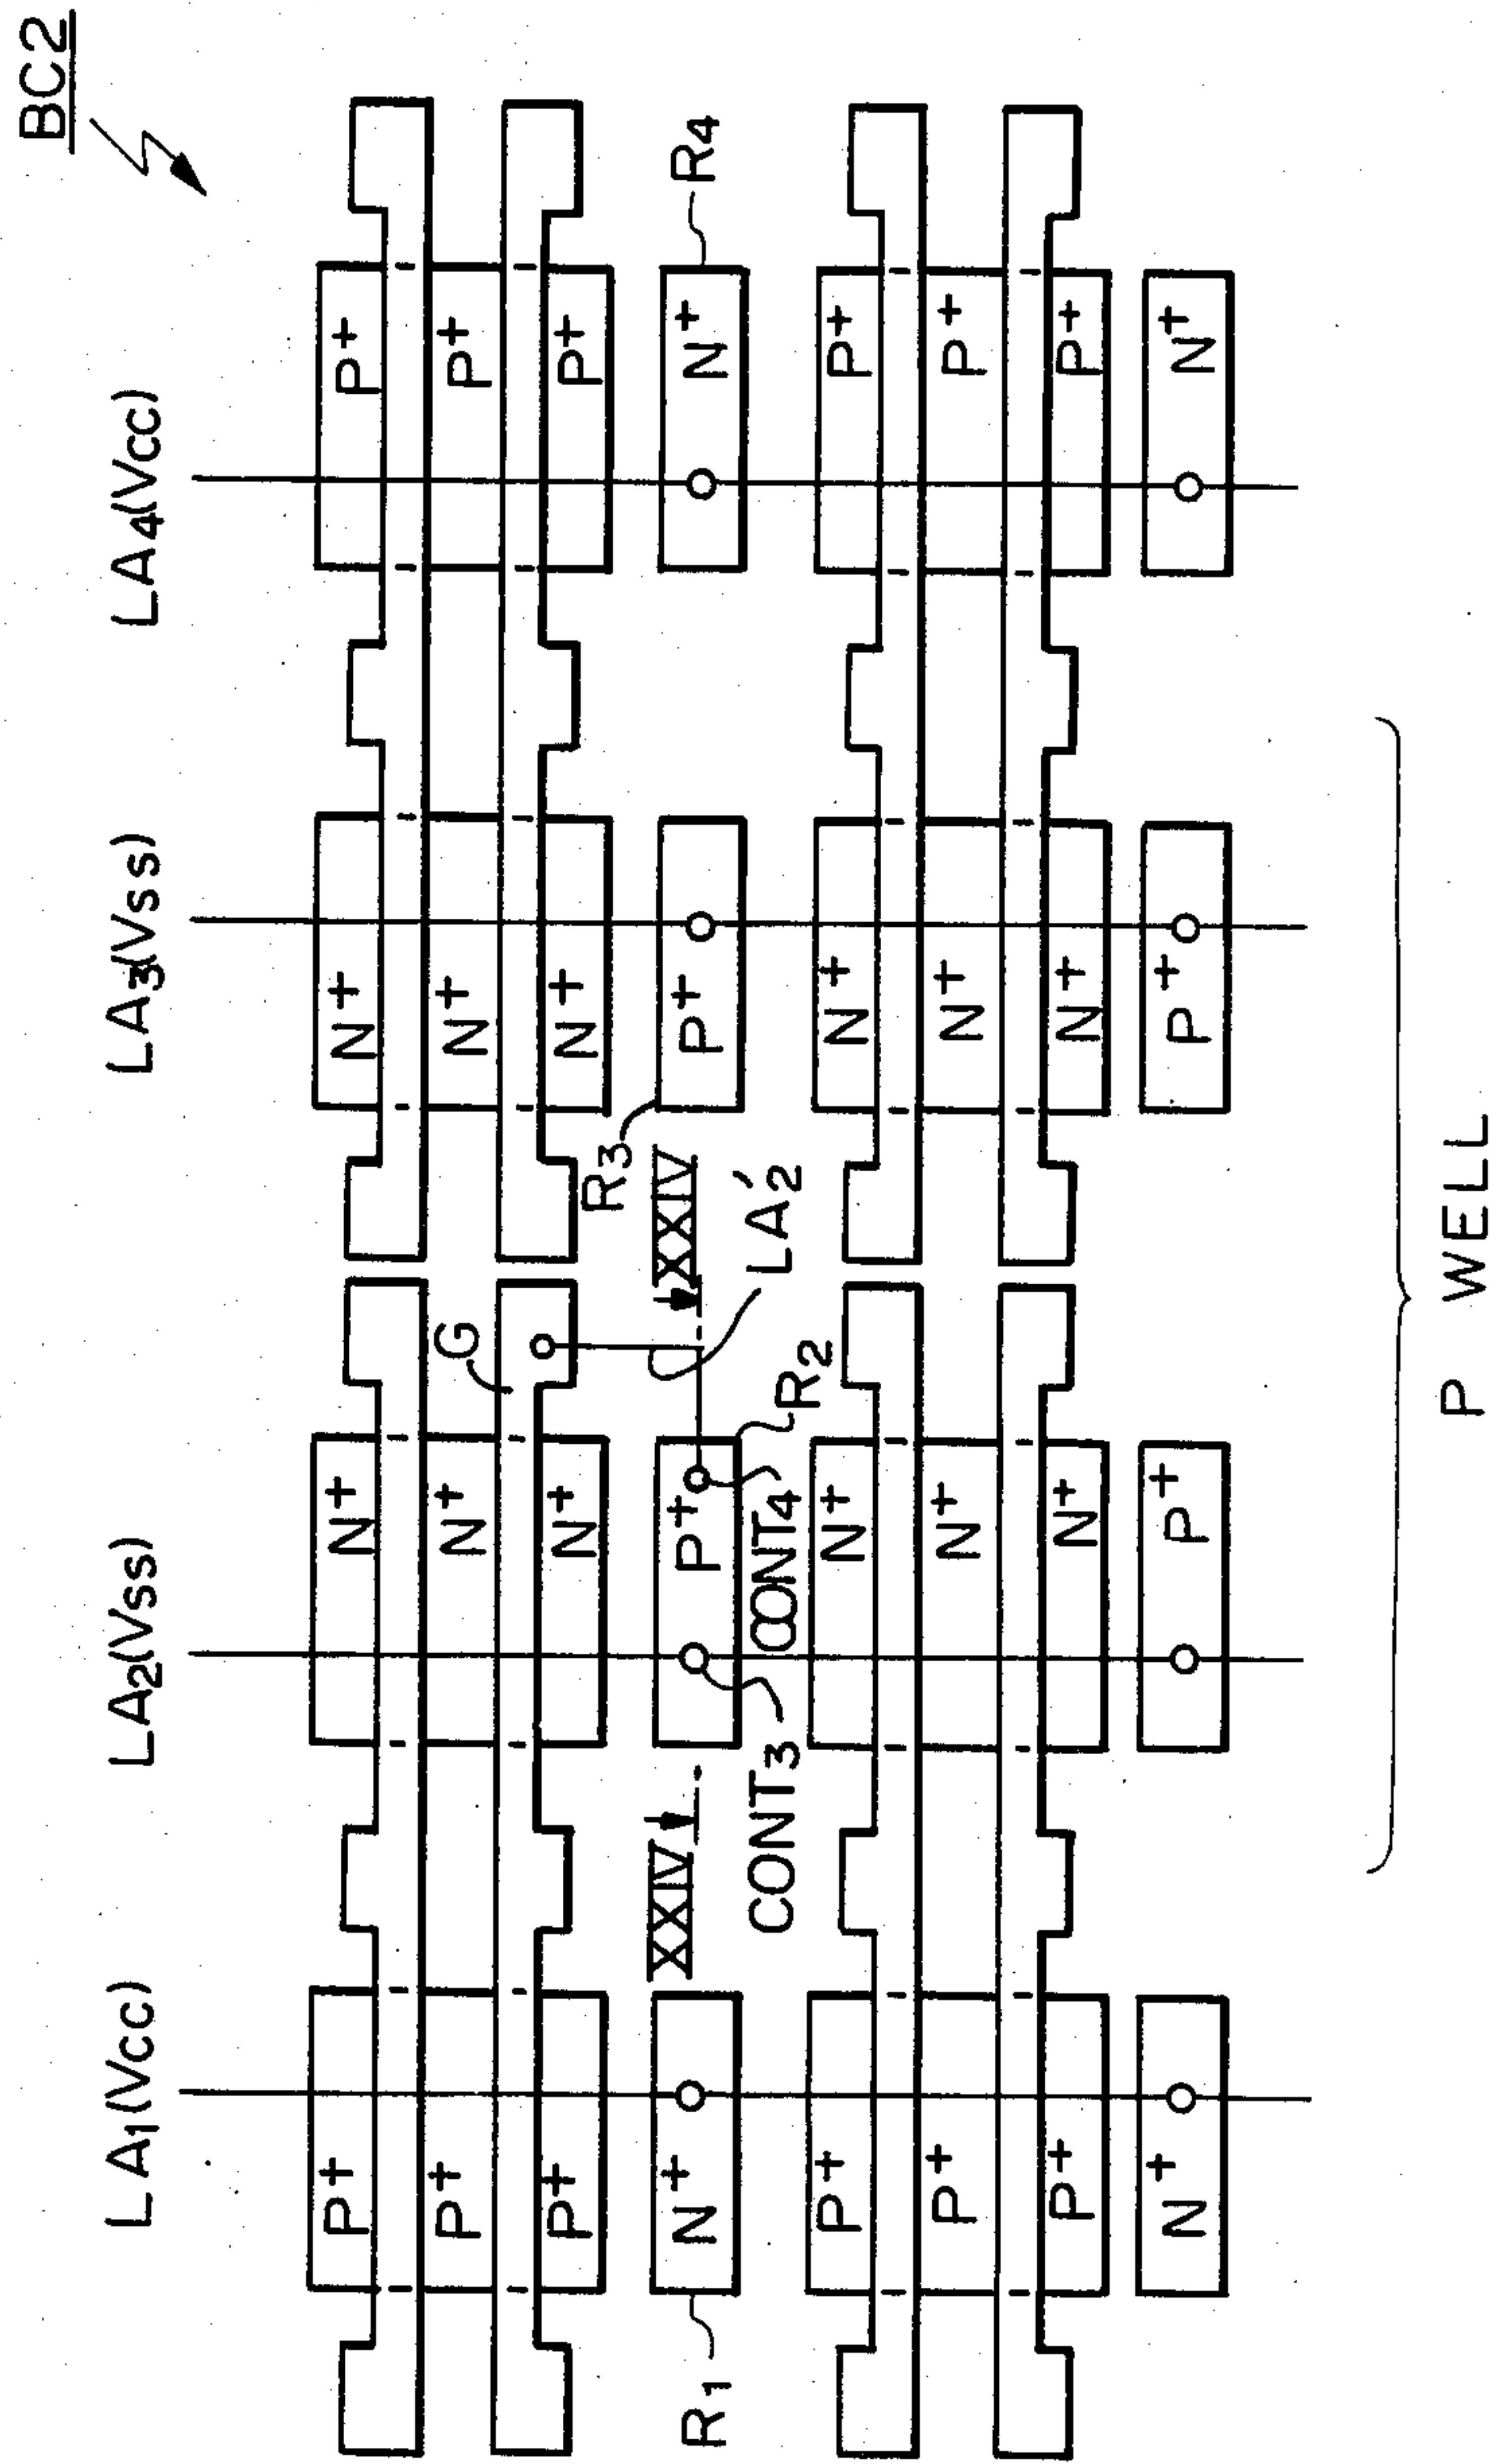 BC2
LA₁(Vcc) LA₂(Vss) LA₃(Vss) LA₄(Vcc)
P⁺ N⁺ N⁺ P⁺
P⁺ N⁺ G N⁺ P⁺
P⁺ N⁺ N⁺ P⁺
R₃
R₁ N⁺ XXIV P⁺ XXIV P⁺ N⁺ R₄
CONT₃ CONT₄ R₂ LA₂'
P⁺ N⁺ N⁺ P⁺
P⁺ N⁺ N⁺ P⁺
P⁺ N⁺ N⁺ P⁺
N⁺ P⁺ P⁺ N⁺
P WELL